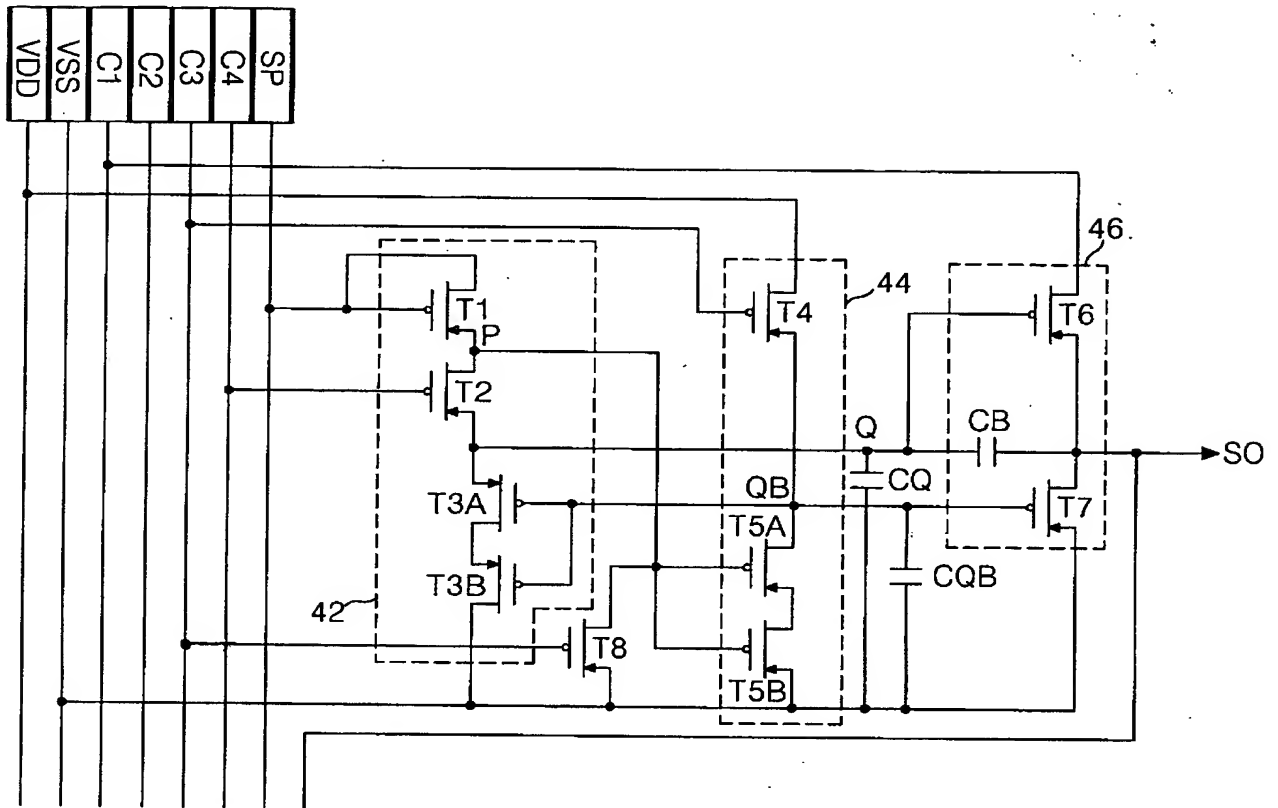 VDD
VSS
C1
C2
C3
C4
SP
46
44
T1
P
T4
T6
T2
Q
CB
SO
CQ
T3A
QB
T7
T5A
T3B
CQB
42
T8
T5B